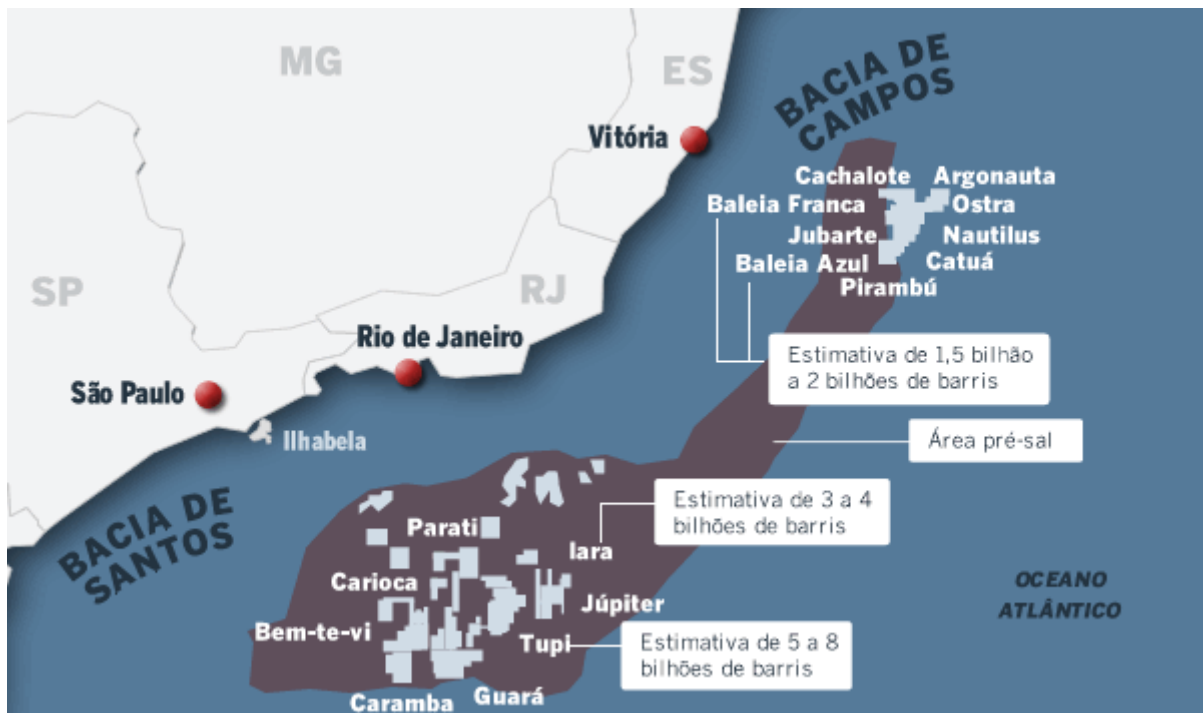 MG
ES
BACIA DE
CAMPOS
Vitória
Cachalote
Argonauta
Baleia Franca
Ostra
Jubarte
Nautilus
Baleia Azul
Catuá
Pirambú
SP
RJ
Rio de Janeiro
Estimativa de 1,5 bilhão
a 2 bilhões de barris
São Paulo
Ilhabela
Área pré-sal
BACIA DE
SANTOS
Estimativa de 3 a 4
bilhões de barris
Parati
Iara
Carioca
Júpiter
OCEANO
ATLÂNTICO
Bem-te-vi
Tupi
Estimativa de 5 a 8
bilhões de barris
Caramba
Guará